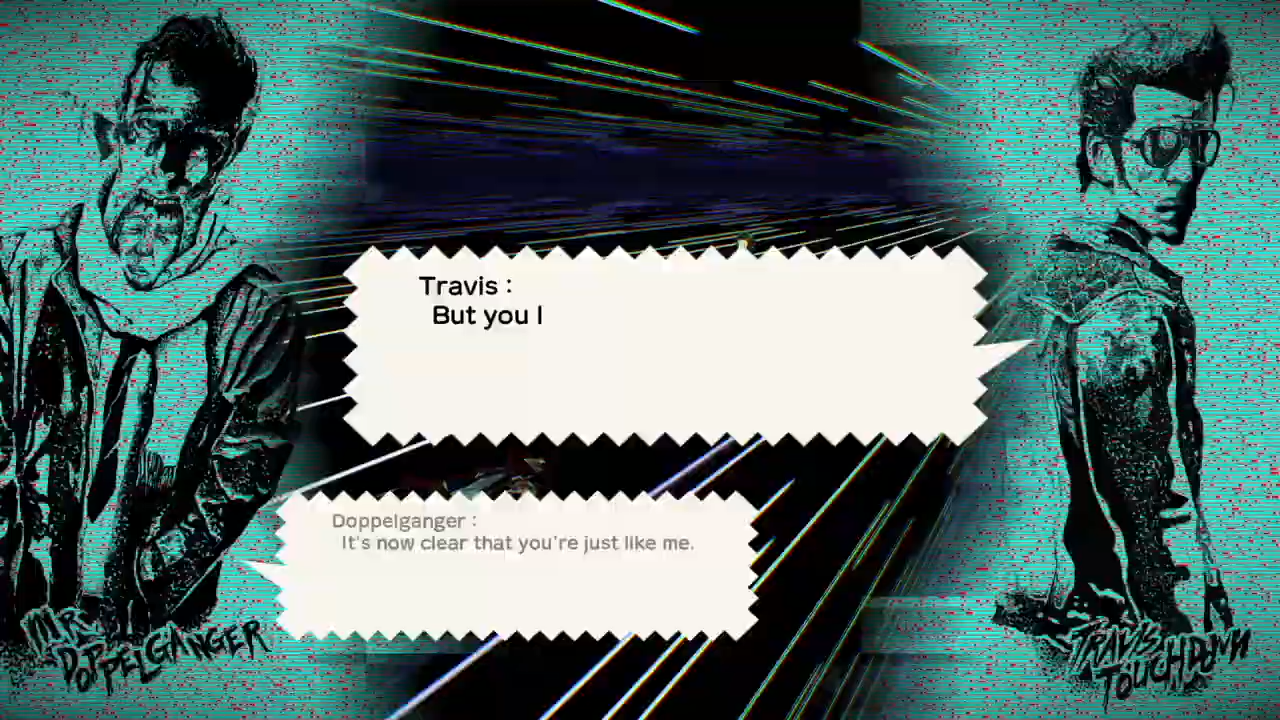 Travis :
But you l
Doppelganger :
It's now clear that you're just like me.
MR
DOPPELGANGER
TRAVIS
TOUCHDOWN